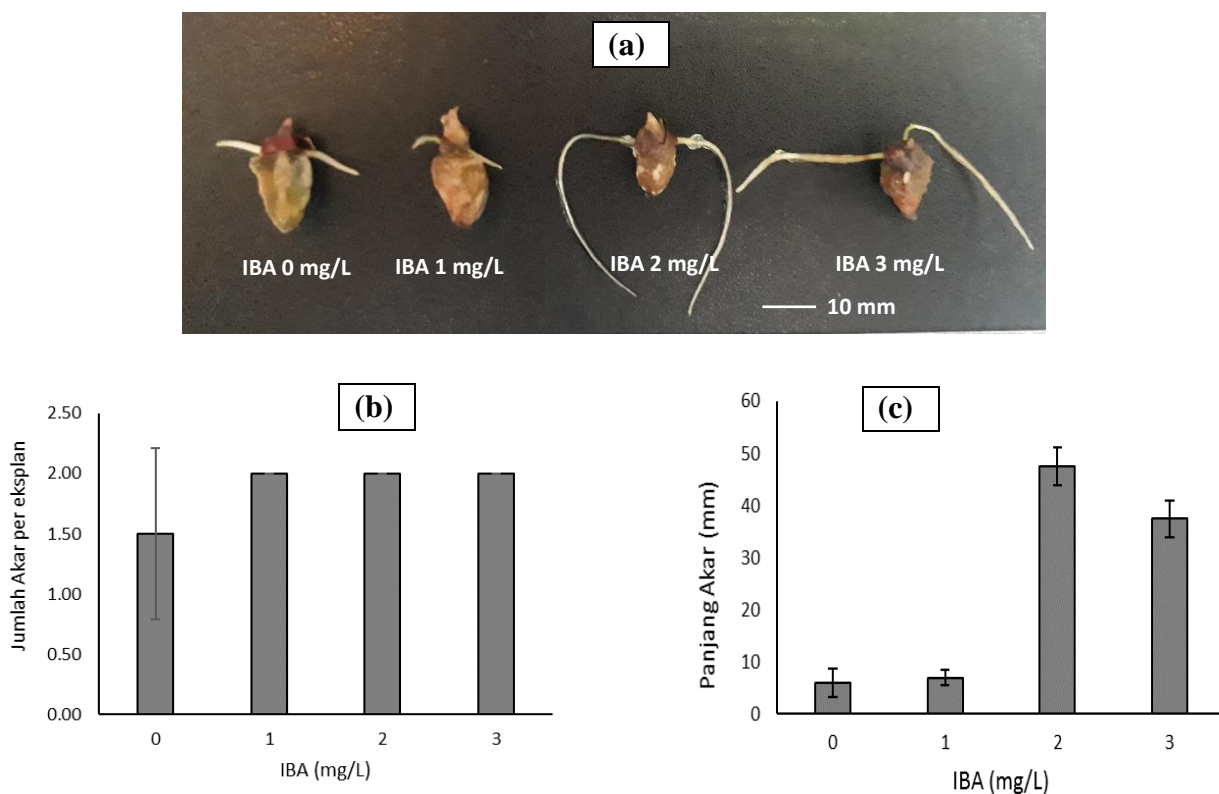 (a)
IBA 0 mg/L
IBA 1 mg/L
IBA 2 mg/L
IBA 3 mg/L
10 mm
(b)
Jumlah Akar per eksplan
2.50
2.00
1.50
1.00
0.50
0.00
0 1 2 3
IBA (mg/L)
(c)
Panjang Akar (mm)
60
50
40
30
20
10
0
0 1 2 3
IBA (mg/L)